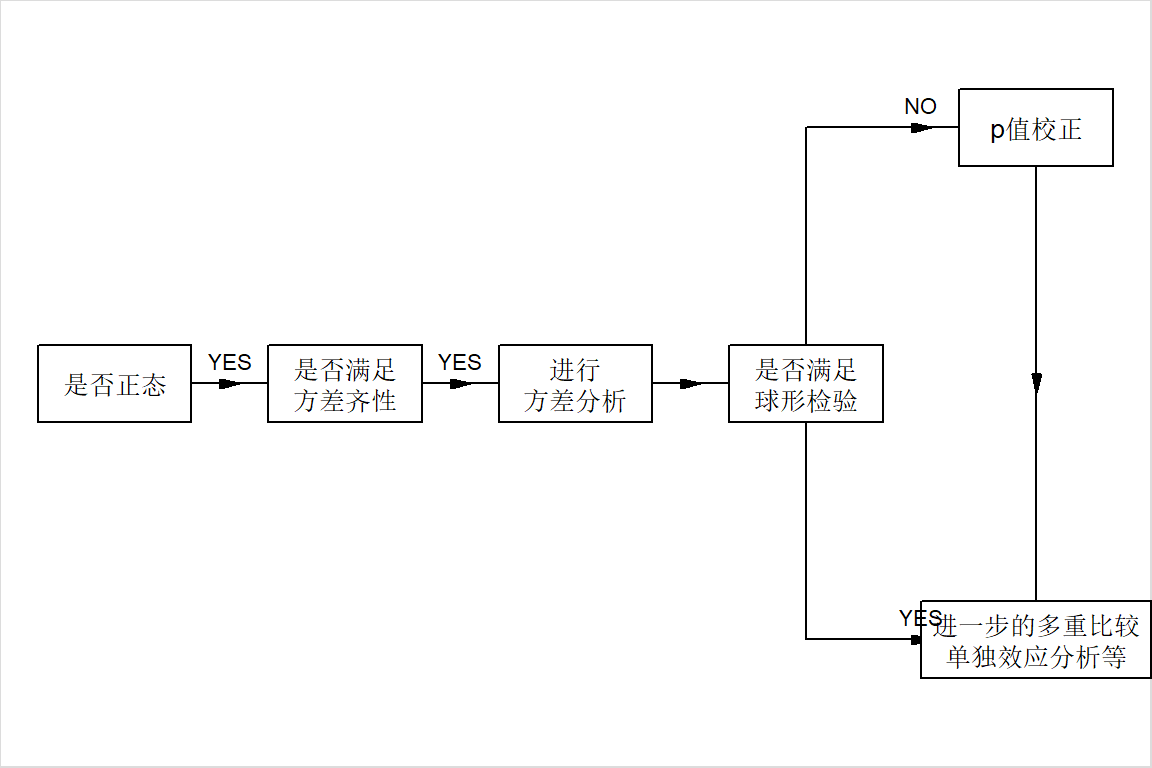 NO
p值校正
是否正态
YES
是否满足
方差齐性
YES
进行
方差分析
是否满足
球形检验
YES
进一步的多重比较
单独效应分析等